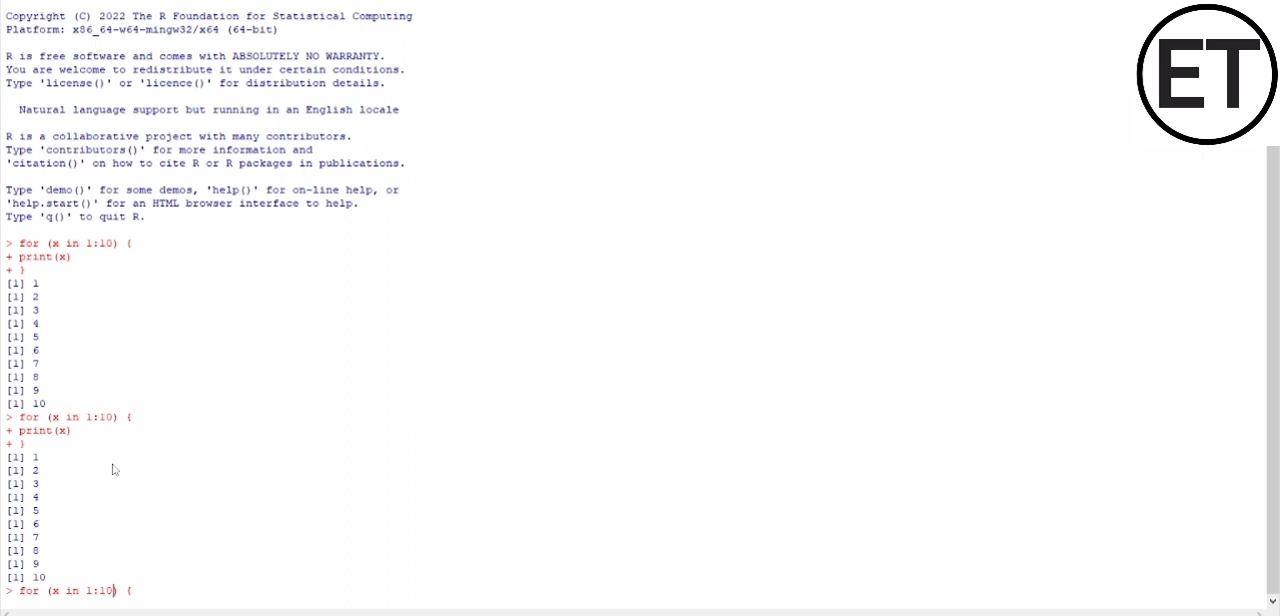 Copyright (C) 2022 The R Foundation for Statistical Computing
Platform: x86_64-w64-mingw32/x64 (64-bit)
R is free software and comes with ABSOLUTELY NO WARRANTY.
You are welcome to redistribute it under certain conditions.
Type 'license()' or 'licence()' for distribution details.
Natural language support but running in an English locale
R is a collaborative project with many contributors.
Type 'contributors()' for more information and
'citation()' on how to cite R or R packages in publications.
Type 'demo()' for some demos, 'help()' for on-line help, or
'help.start()' for an HTML browser interface to help.
Type 'q()' to quit R.
> for (x in 1:10) {
+ print(x)
+ }
[1] 1
[1] 2
[1] 3
[1] 4
[1] 5
[1] 6
[1] 7
[1] 8
[1] 9
[1] 10
> for (x in 1:10) {
+ print(x)
+ }
[1] 1
[1] 2
[1] 3
[1] 4
[1] 5
[1] 6
[1] 7
[1] 8
[1] 9
[1] 10
> for (x in 1:10) {
ET